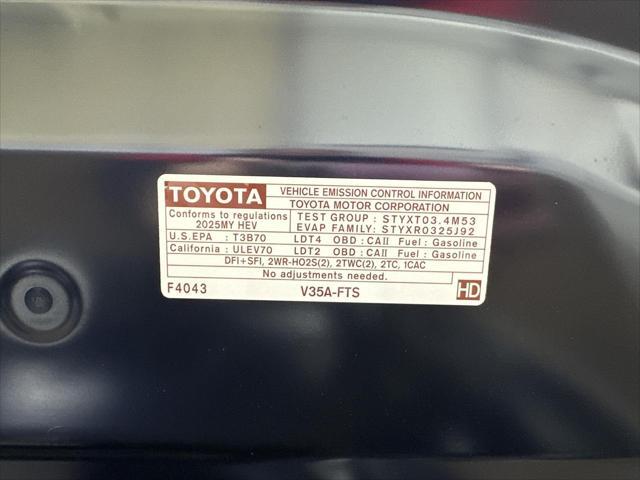 TOYOTA VEHICLE EMISSION CONTROL INFORMATION
TOYOTA MOTOR CORPORATION
Conforms to regulations TEST GROUP : STYXT03.4M53
2025MY HEV EVAP FAMILY: STYXR0325J92
U.S.EPA : T3B70 LDT4 OBD : CAII Fuel : Gasoline
California : ULEV70 LDT2 OBD : CAII Fuel : Gasoline
DFI+SFI, 2WR-HO2S(2), 2TWC(2), 2TC, 1CAC
No adjustments needed.
F4043 V35A-FTS HD